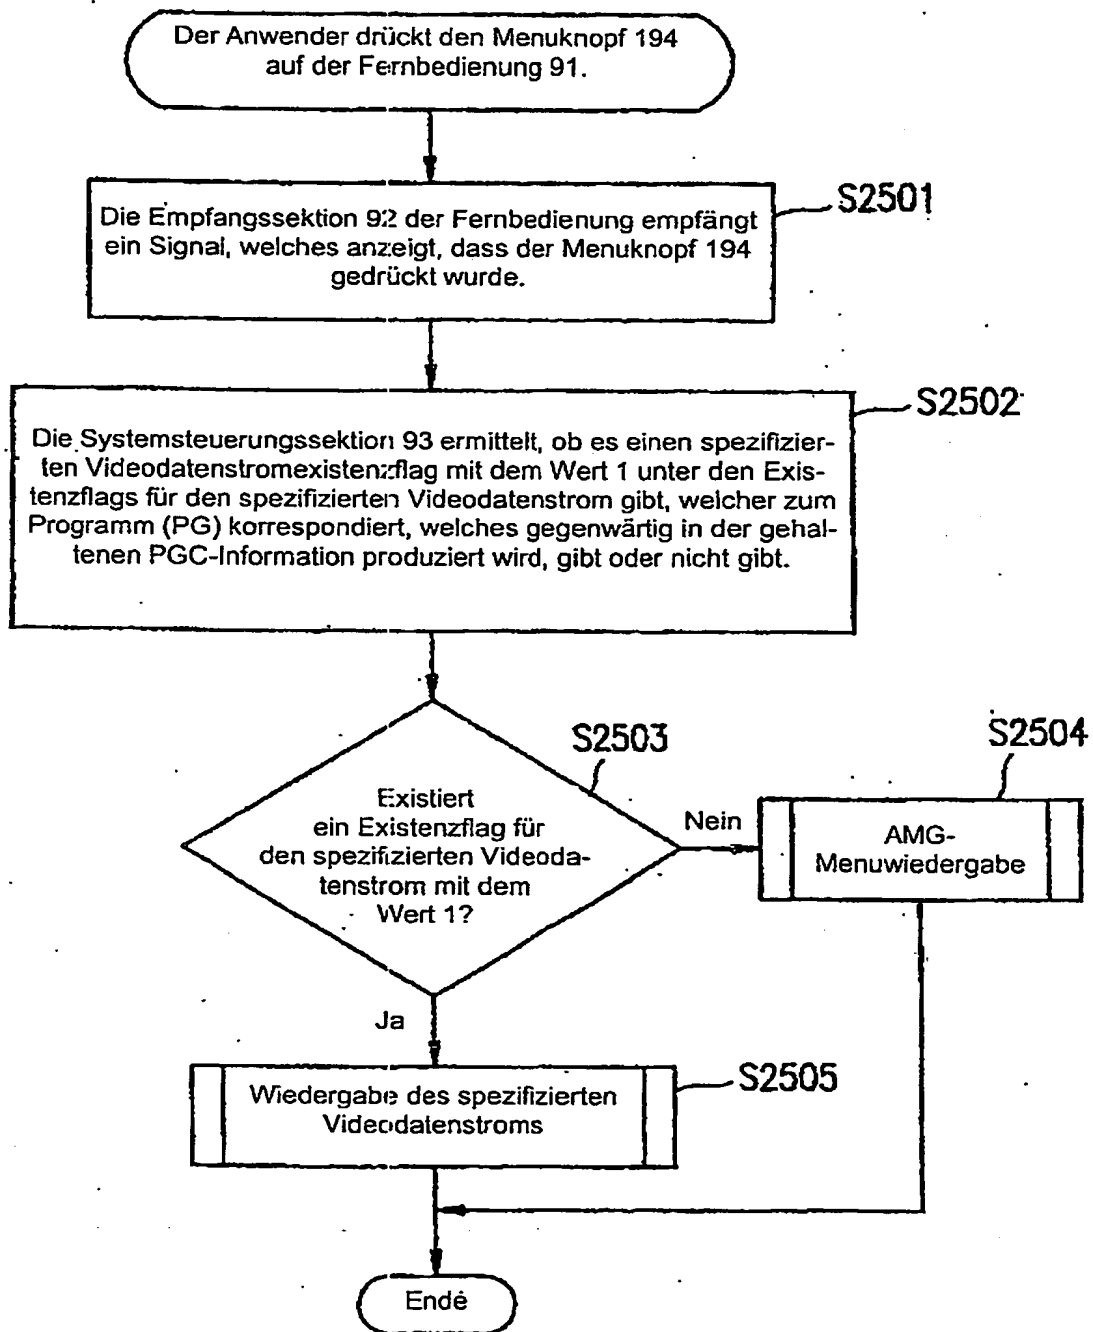 Der Anwender drückt den Menuknopf 194
auf der Fernbedienung 91.
S2501
Die Empfangssektion 92 der Fernbedienung empfängt
ein Signal, welches anzeigt, dass der Menuknopf 194
gedrückt wurde.
S2502
Die Systemsteuerungssektion 93 ermittelt, ob es einen spezifizier-
ten Videodatenstromexistenzflag mit dem Wert 1 unter den Exis-
tenzflags für den spezifizierten Videodatenstrom gibt, welcher zum
Programm (PG) korrespondiert, welches gegenwärtig in der gehal-
tenen PGC-Information produziert wird, gibt oder nicht gibt.
S2503
Existiert
ein Existenzflag für
den spezifizierten Videoda-
tenstrom mit dem
Wert 1?
Nein
S2504
AMG-
Menuwiedergabe
Ja
S2505
Wiedergabe des spezifizierten
Videodatenstroms
Ende